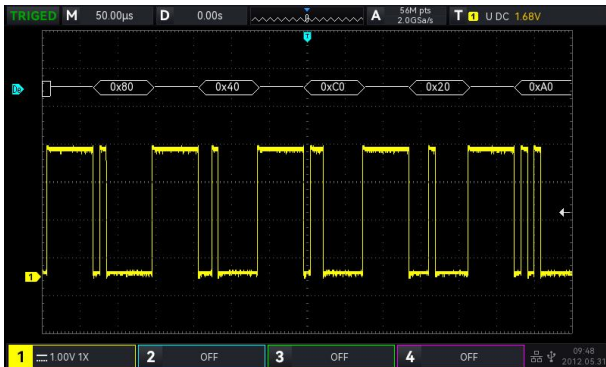 TRIGED M 50.00μs D 0.00s A 56M pts 2.0GSa/s T 1 U DC 1.68V
T
0x80 0x40 0xC0 0x20 0xA0
1
1 1.00V 1X 2 OFF 3 OFF 4 OFF 09:48 2012.05.31